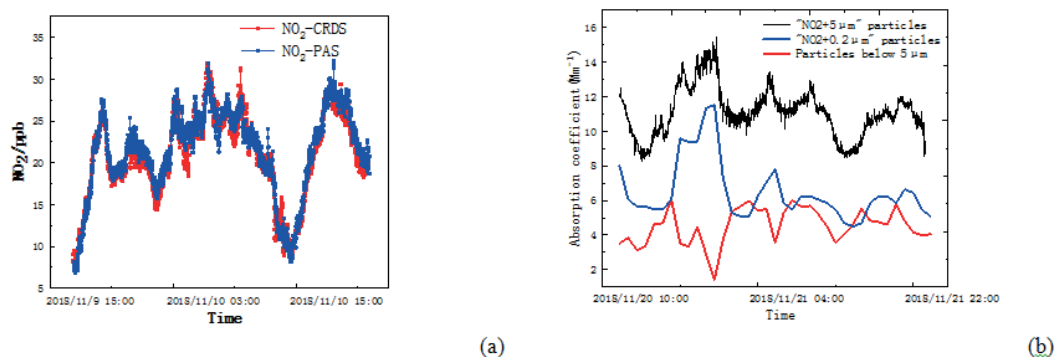 35
30
25
20
15
10
5
NO₂/ppb
NO₂-CRDS
NO₂-PAS
2018/11/9 15:00
2018/11/10 03:00
2018/11/10 15:00
Time
(a)
16
14
12
10
8
6
4
2
Absorption coefficient(Mm⁻¹)
"NO2+5μm" particles
"NO2+0.2μm" particles
Particles below 5μm
2018/11/20 10:00
2018/11/21 04:00
2018/11/21 22:00
Time
(b)